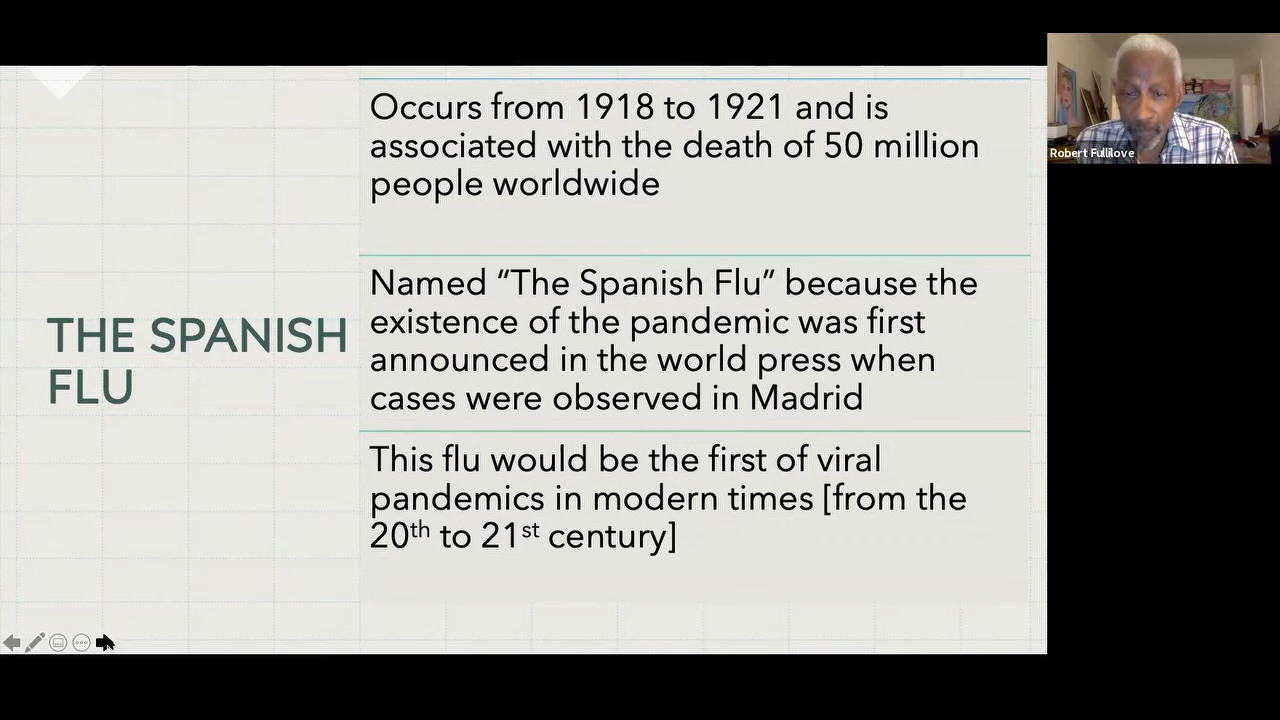 THE SPANISH
FLU
Occurs from 1918 to 1921 and is
associated with the death of 50 million
people worldwide
Named “The Spanish Flu” because the
existence of the pandemic was first
announced in the world press when
cases were observed in Madrid
This flu would be the first of viral
pandemics in modern times [from the
20th to 21st century]
Robert Fullilove